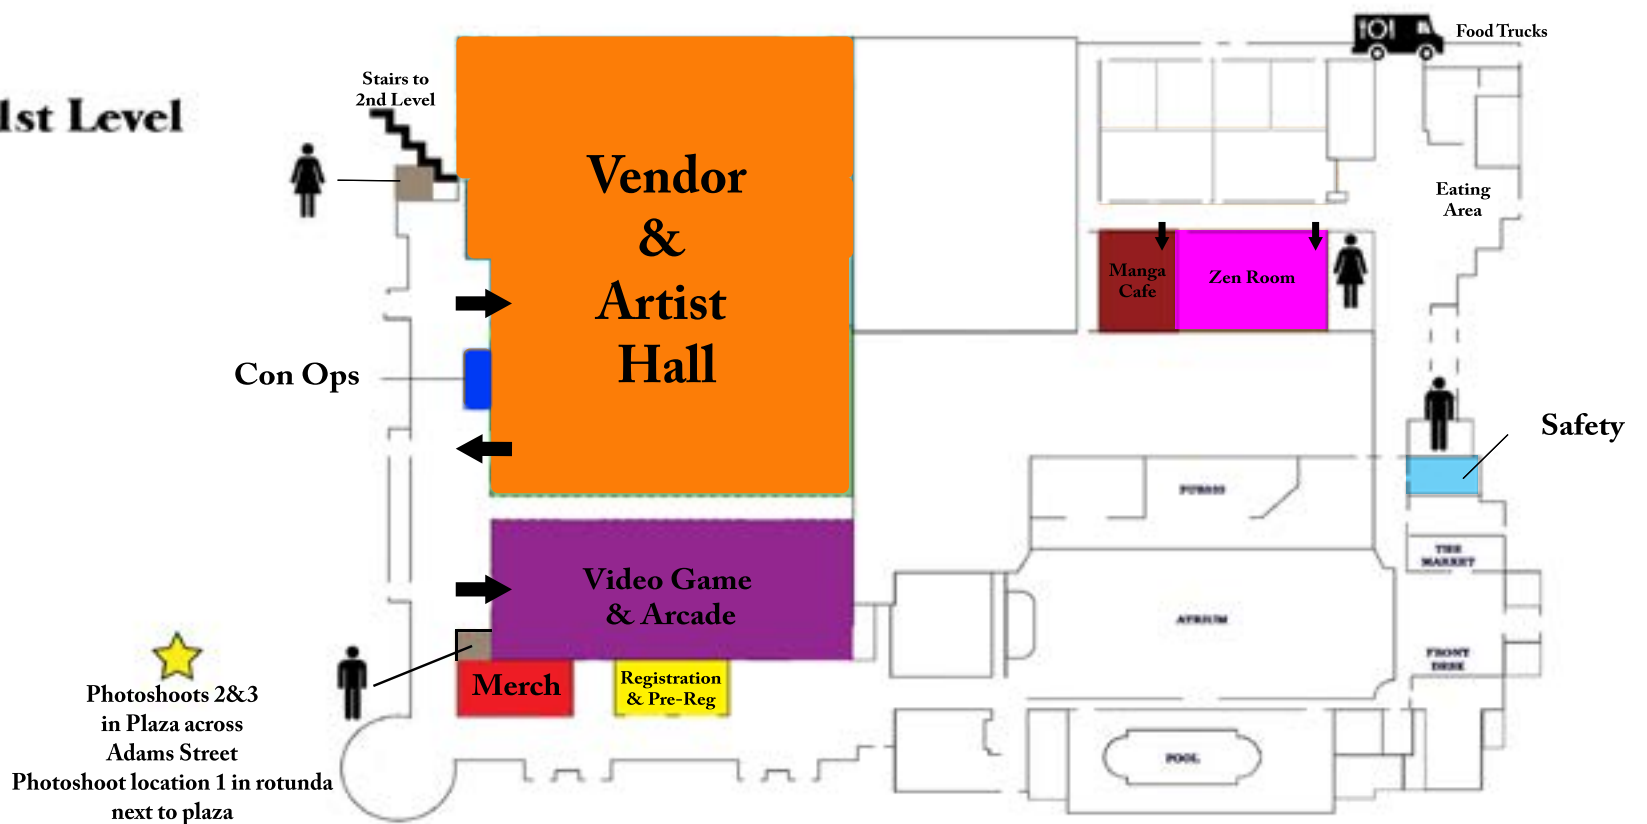 1st Level
Stairs to
2nd Level
Food Trucks
Vendor
&
Artist
Hall
Eating
Area
Manga
Cafe
Zen Room
Con Ops
Safety
THE
MARKET
Video Game
& Arcade
ATRIUM
FRONT
DESK
Merch
Registration
& Pre-Reg
Photoshoots 2&3
in Plaza across
Adams Street
Photoshoot location 1 in rotunda
next to plaza
POOL